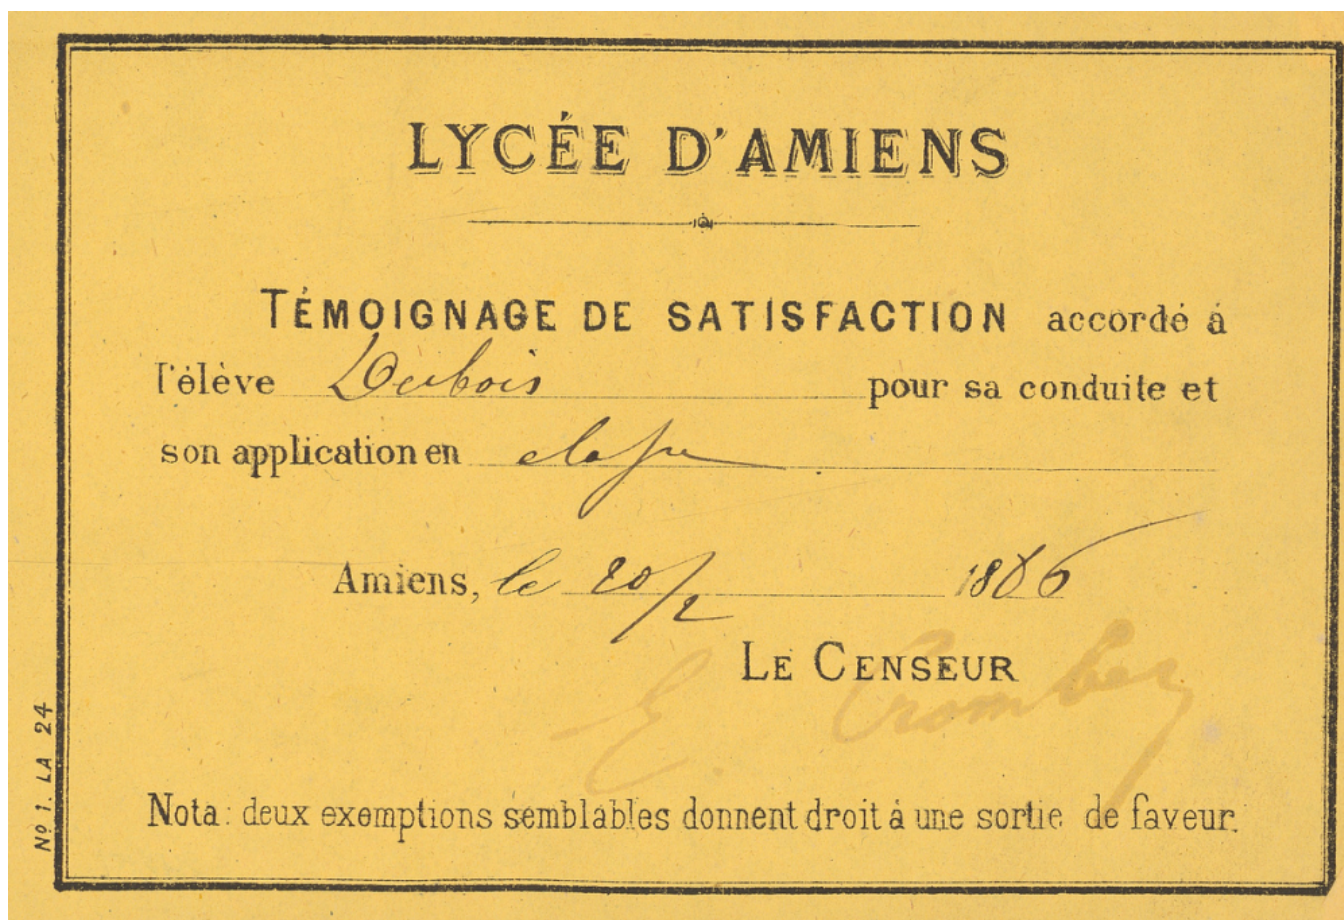 LYCÉE D'AMIENS
TÉMOIGNAGE DE SATISFACTION accordé à
l'élève Dubois pour sa conduite et
son application en classe
Amiens, le 20/2 1886
LE CENSEUR
E. Crombez
Nota: deux exemptions semblables donnent droit à une sortie de faveur.
Nº 1. LA 24